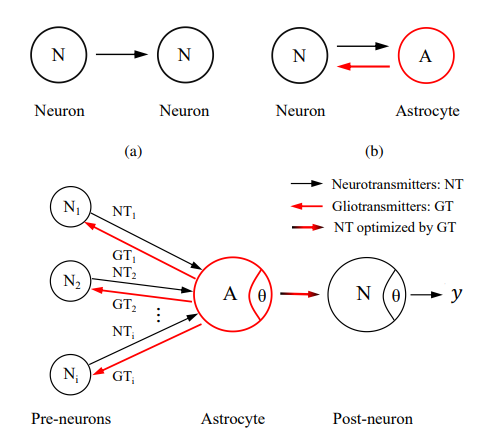 N
N
N
A
Neuron
Neuron
Neuron
Astrocyte
(a)
(b)
Neurotransmitters: NT
Gliotransmitters: GT
NT optimized by GT
N1
NT1
GT1
N2
NT2
GT2
A
θ
N
θ
y
⋮
NTi
Ni
GTi
Pre-neurons
Astrocyte
Post-neuron